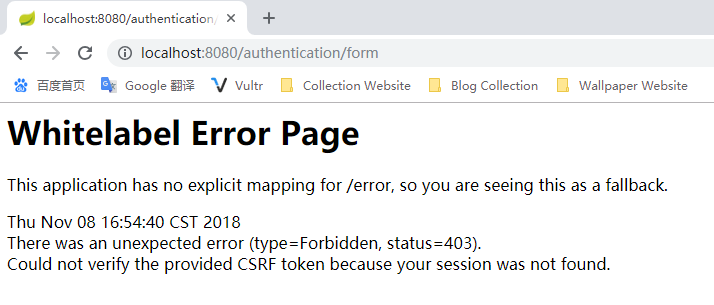 localhost:8080/authentication/
localhost:8080/authentication/form
百度首页 Google 翻译 Vultr Collection Website Blog Collection Wallpaper Website
Whitelabel Error Page
This application has no explicit mapping for /error, so you are seeing this as a fallback.
Thu Nov 08 16:54:40 CST 2018
There was an unexpected error (type=Forbidden, status=403).
Could not verify the provided CSRF token because your session was not found.